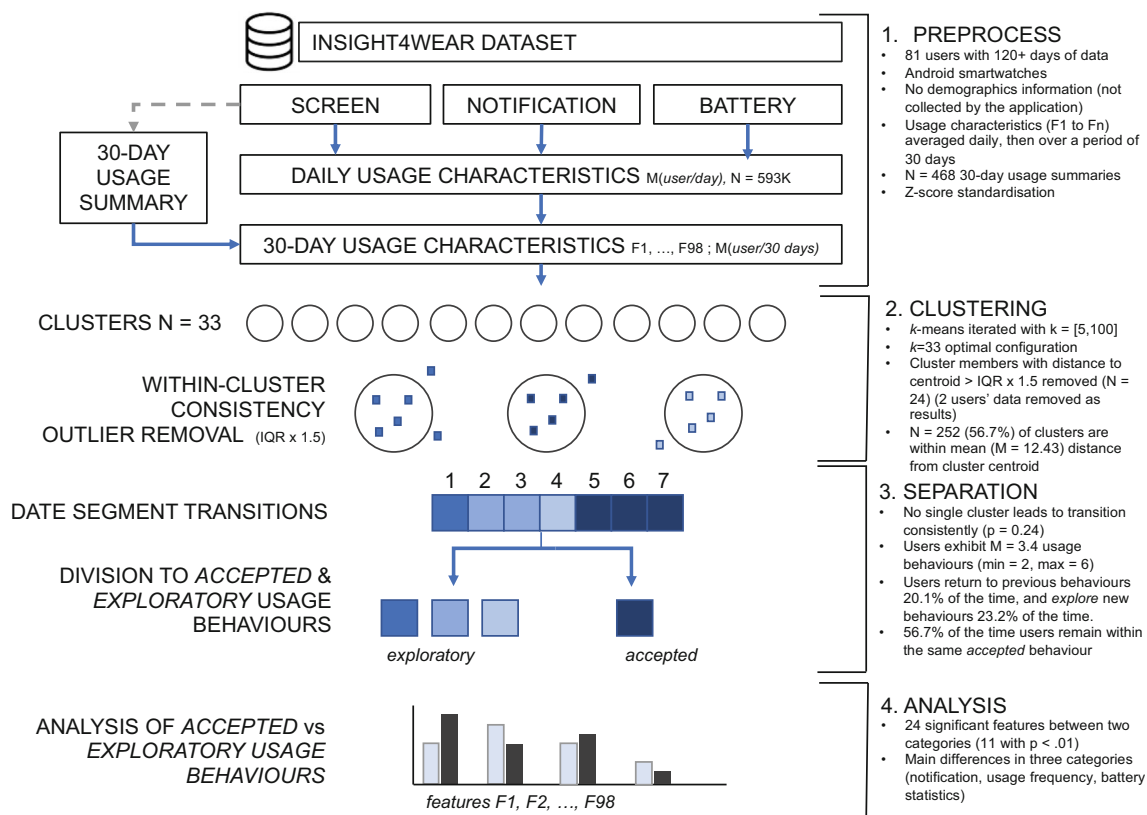 INSIGHT4WEAR DATASET
SCREEN
NOTIFICATION
BATTERY
30-DAY
USAGE
SUMMARY
DAILY USAGE CHARACTERISTICS M(user/day), N = 593K
30-DAY USAGE CHARACTERISTICS F1, …, F98 ; M(user/30 days)
1. PREPROCESS
• 81 users with 120+ days of data
• Android smartwatches
• No demographics information (not
collected by the application)
• Usage characteristics (F1 to Fn)
averaged daily, then over a period of
30 days
• N = 468 30-day usage summaries
• Z-score standardisation
CLUSTERS N = 33
WITHIN-CLUSTER
CONSISTENCY
OUTLIER REMOVAL (IQR x 1.5)
2. CLUSTERING
• k-means iterated with k = [5,100]
• k=33 optimal configuration
• Cluster members with distance to
centroid > IQR x 1.5 removed (N =
24) (2 users' data removed as
results)
• N = 252 (56.7%) of clusters are
within mean (M = 12.43) distance
from cluster centroid
1 2 3 4 5 6 7
DATE SEGMENT TRANSITIONS
DIVISION TO ACCEPTED &
EXPLORATORY USAGE
BEHAVIOURS
exploratory
accepted
3. SEPARATION
• No single cluster leads to transition
consistently (p = 0.24)
• Users exhibit M = 3.4 usage
behaviours (min = 2, max = 6)
• Users return to previous behaviours
20.1% of the time, and explore new
behaviours 23.2% of the time.
• 56.7% of the time users remain within
the same accepted behaviour
ANALYSIS OF ACCEPTED vs
EXPLORATORY USAGE
BEHAVIOURS
features F1, F2, …, F98
4. ANALYSIS
• 24 significant features between two
categories (11 with p < .01)
• Main differences in three categories
(notification, usage frequency, battery
statistics)